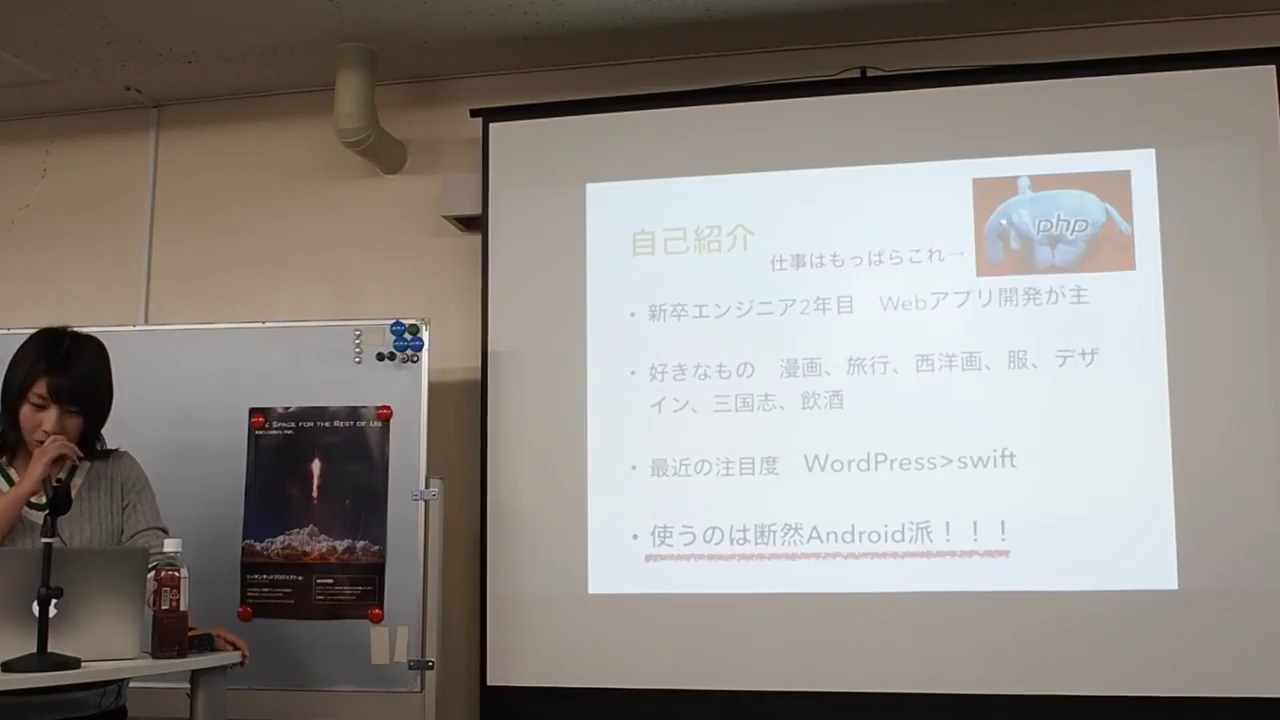 自己紹介
仕事はもっぱらこれ→
php
• 新卒エンジニア2年目　Webアプリ開発が主
• 好きなもの　漫画、旅行、西洋画、服、デザ
イン、三国志、飲酒
• 最近の注目度　WordPress>swift
• 使うのは断然Android派！！！
SPACE FOR THE REST OF US